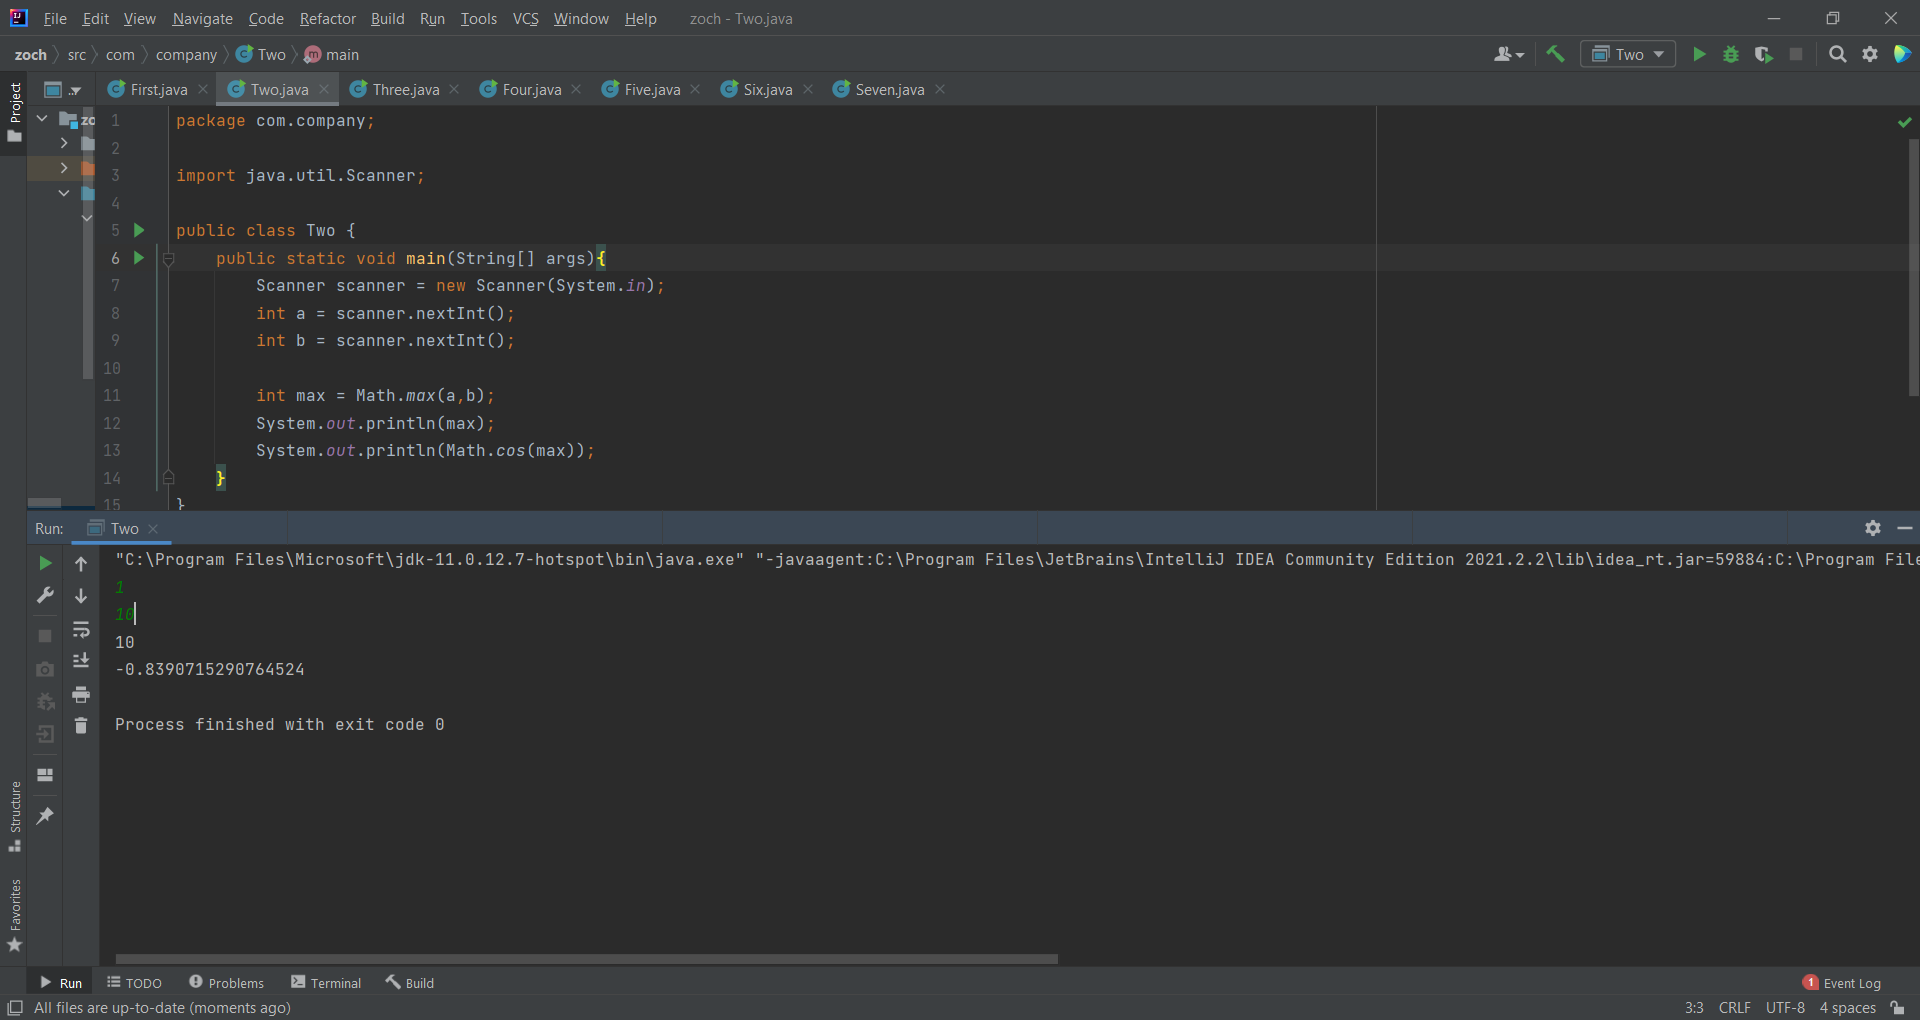 File Edit View Navigate Code Refactor Build Run Tools VCS Window Help zoch - Two.java
zoch src com company Two main Two
Project
First.java Two.java Three.java Four.java Five.java Six.java Seven.java
zo
1 package com.company;
2
3 import java.util.Scanner;
4
5 public class Two {
6 public static void main(String[] args){
7 Scanner scanner = new Scanner(System.in);
8 int a = scanner.nextInt();
9 int b = scanner.nextInt();
10
11 int max = Math.max(a,b);
12 System.out.println(max);
13 System.out.println(Math.cos(max));
14 }
15 }
Run: Two
"C:\Program Files\Microsoft\jdk-11.0.12.7-hotspot\bin\java.exe" "-javaagent:C:\Program Files\JetBrains\IntelliJ IDEA Community Edition 2021.2.2\lib\idea_rt.jar=59884:C:\Program File
1
10
10
-0.8390715290764524
Process finished with exit code 0
Structure
Favorites
Run TODO Problems Terminal Build 1 Event Log
All files are up-to-date (moments ago) 3:3 CRLF UTF-8 4 spaces